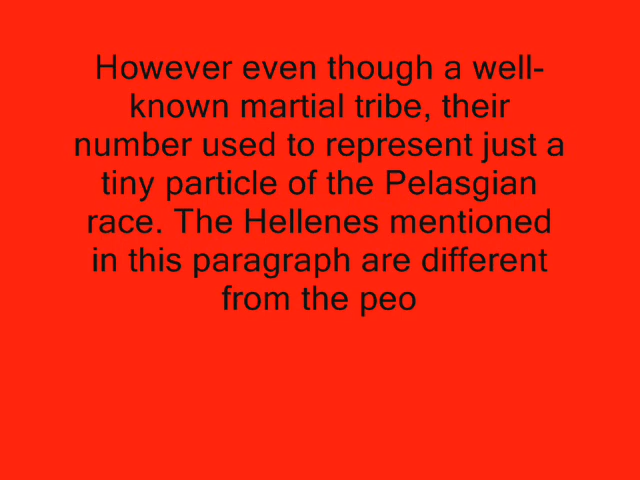 However even though a well-
known martial tribe, their
number used to represent just a
tiny particle of the Pelasgian
race. The Hellenes mentioned
in this paragraph are different
from the peo